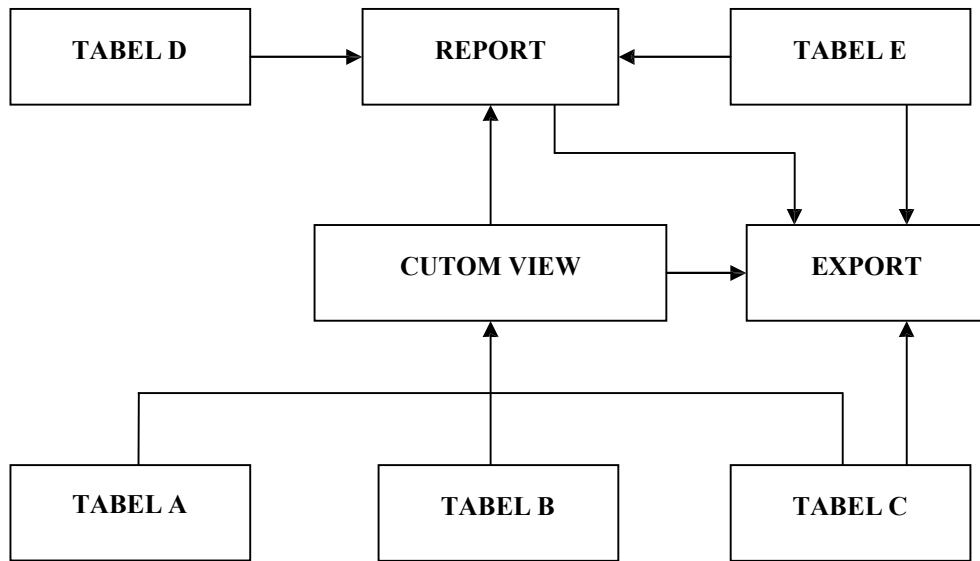 TABEL D
REPORT
TABEL E
CUTOM VIEW
EXPORT
TABEL A
TABEL B
TABEL C